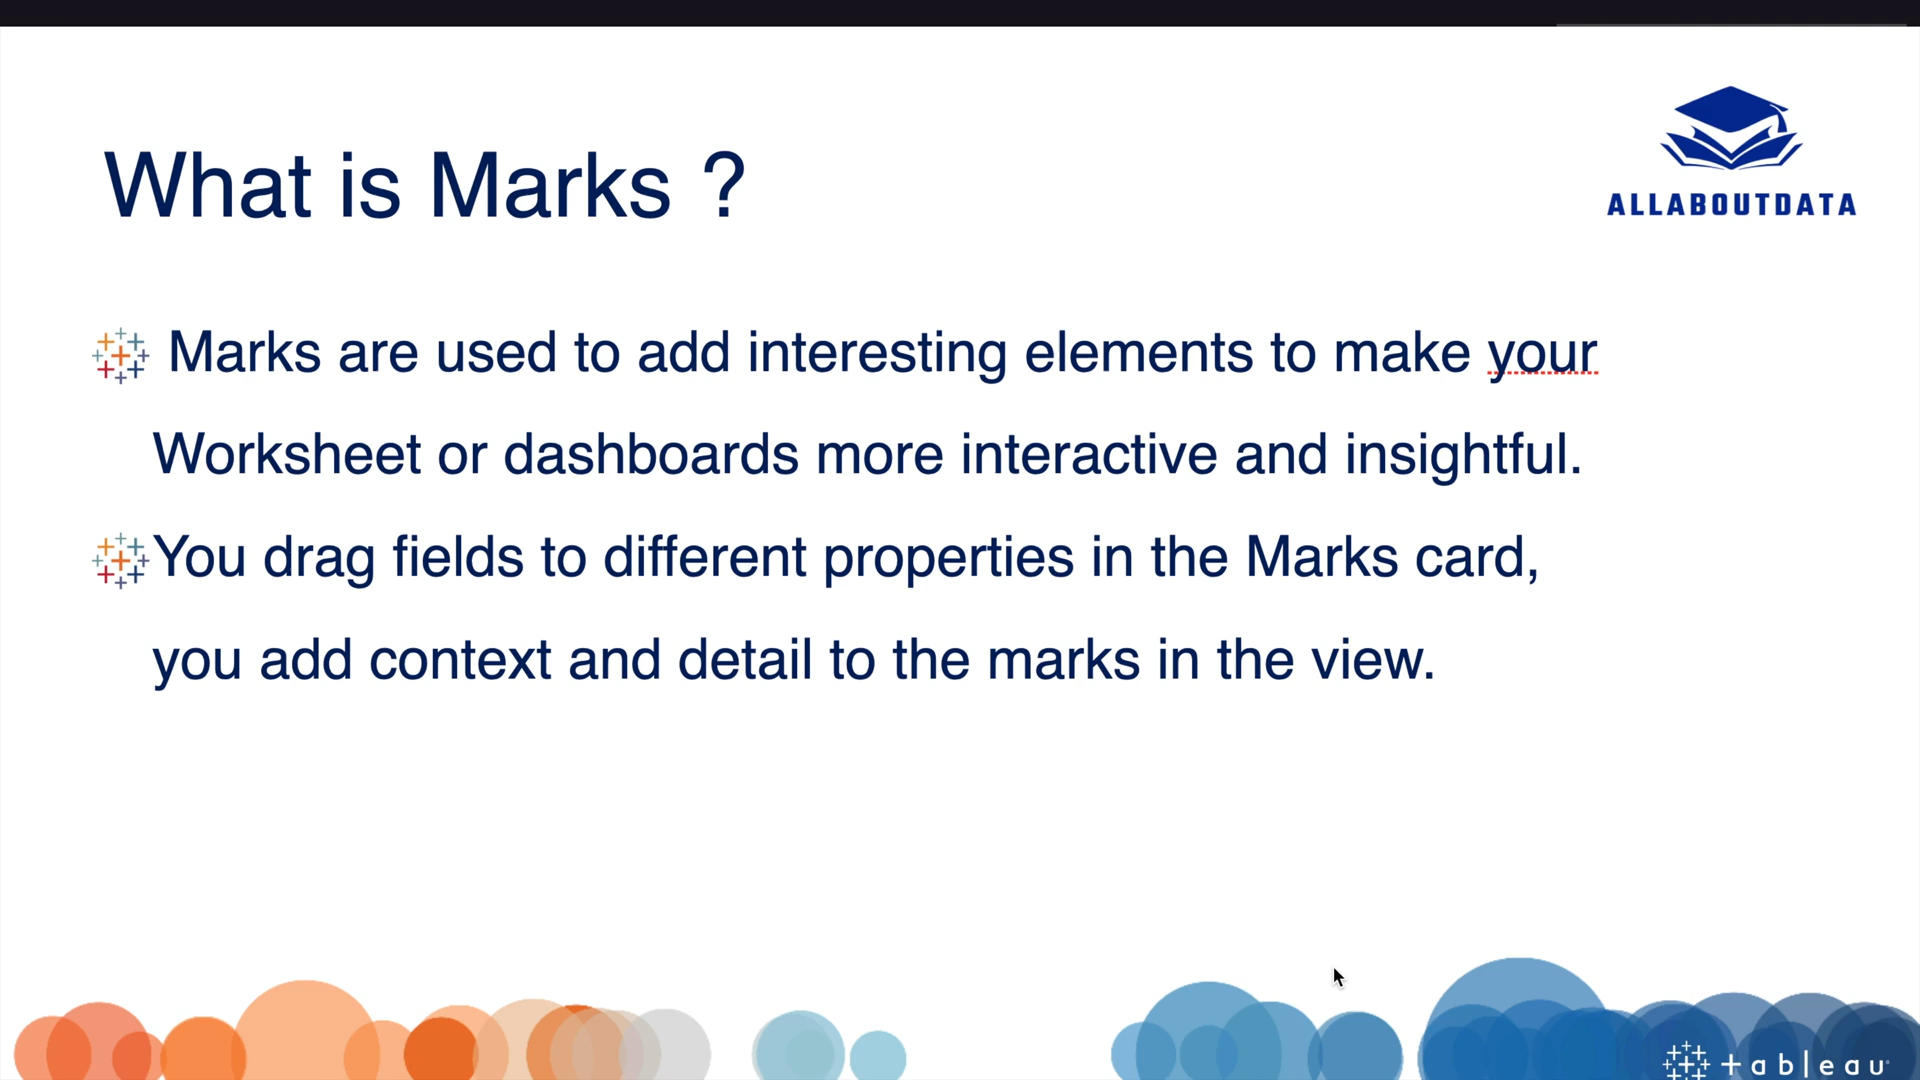 What is Marks ?
ALLABOUTDATA
Marks are used to add interesting elements to make your
Worksheet or dashboards more interactive and insightful.
You drag fields to different properties in the Marks card,
you add context and detail to the marks in the view.
+ableau